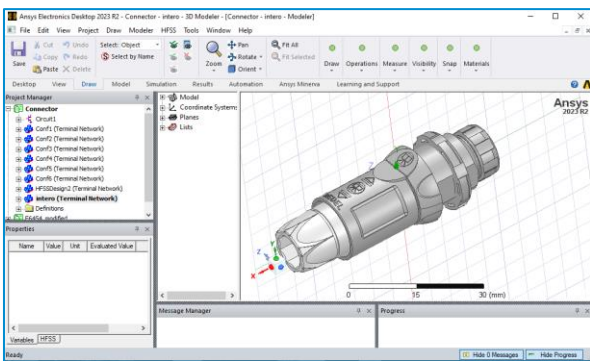 Ansys Electronics Desktop 2023 R2 - Connector - intero - 3D Modeler - [Connector - intero - Modeler]
File Edit View Project Draw Modeler HFSS Tools Window Help
Save
Cut Undo
Copy Redo
Paste Delete
Select: Object
Select by Name
Zoom
Pan
Rotate
Orient
Fit All
Fit Selected
Draw Operations Measure Visibility Snap Materials
Desktop View Draw Model Simulation Results Automation Ansys Minerva Learning and Support
Project Manager
Connector
Circuit1
Conf1 (Terminal Network)
Conf2 (Terminal Network)
Conf3 (Terminal Network)
Conf4 (Terminal Network)
Conf5 (Terminal Network)
Conf6 (Terminal Network)
HFSSDesign2 (Terminal Network)
intero (Terminal Network)
Definitions
Model
Coordinate Systems
Planes
Lists
Ansys
2023 R2
Z
Z
Y
X
0 15 30 (mm)
Properties
Name Value Unit Evaluated Value
Variables HFSS
Message Manager
Progress
Ready
Hide 0 Messages Hide Progress